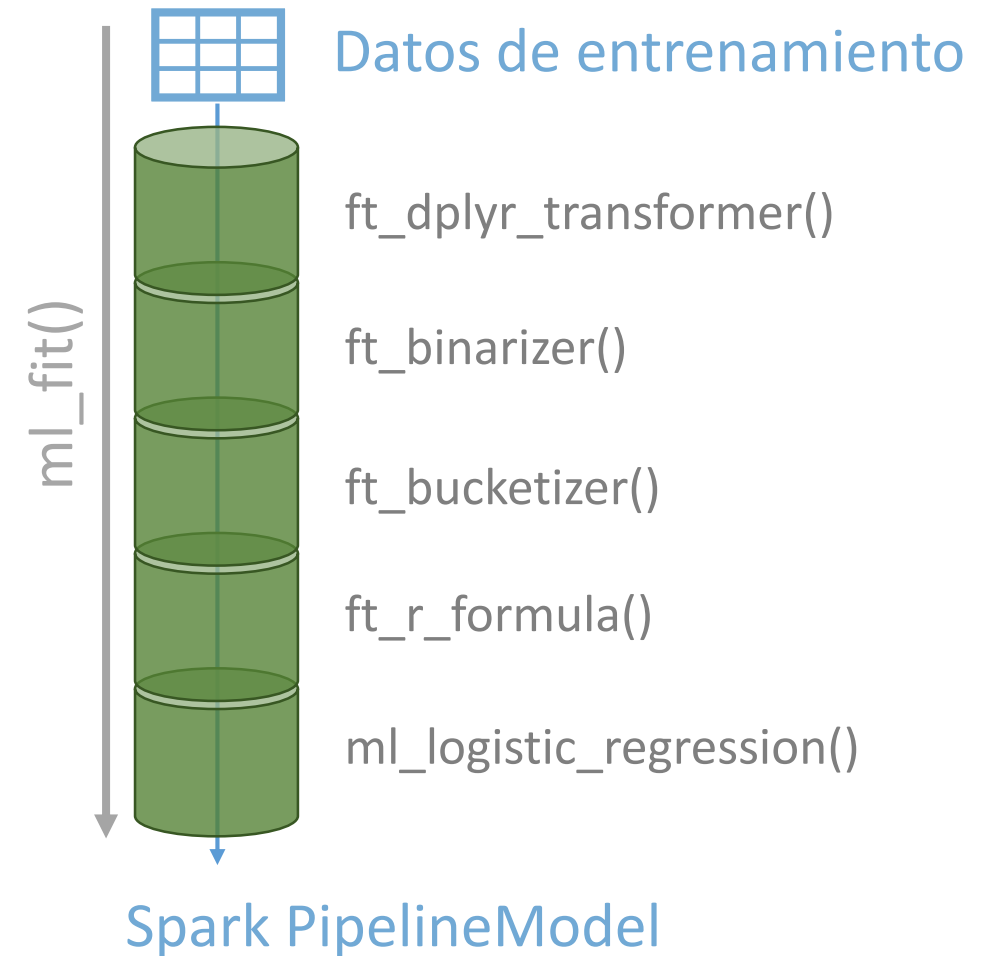 Datos de entrenamiento
ft_dplyr_transformer()
ft_binarizer()
ml_fit()
ft_bucketizer()
ft_r_formula()
ml_logistic_regression()
Spark PipelineModel